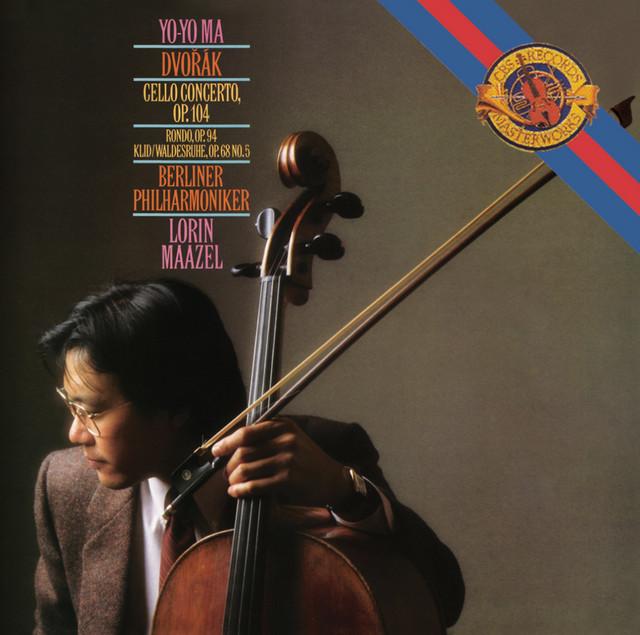 YO-YO MA
DVOŘÁK
CELLO CONCERTO,
OP. 104
RONDO, OP. 94
KLID/WALDESRUHE, OP. 68 NO. 5
BERLINER
PHILHARMONIKER
LORIN
MAAZEL
CBS RECORDS
MASTERWORKS